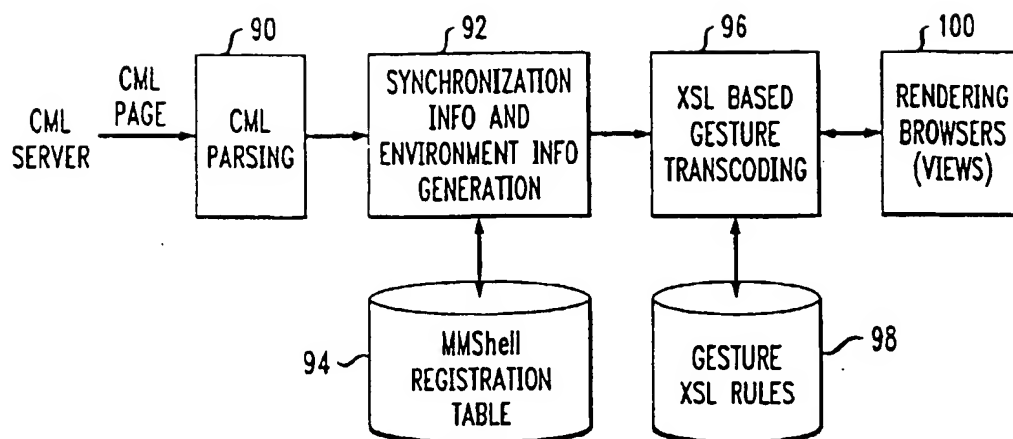 90
92
96
100
CML
SERVER
CML
PAGE
CML
PARSING
SYNCHRONIZATION
INFO AND
ENVIRONMENT INFO
GENERATION
XSL BASED
GESTURE
TRANSCODING
RENDERING
BROWSERS
(VIEWS)
94
MMShell
REGISTRATION
TABLE
GESTURE
XSL RULES
98